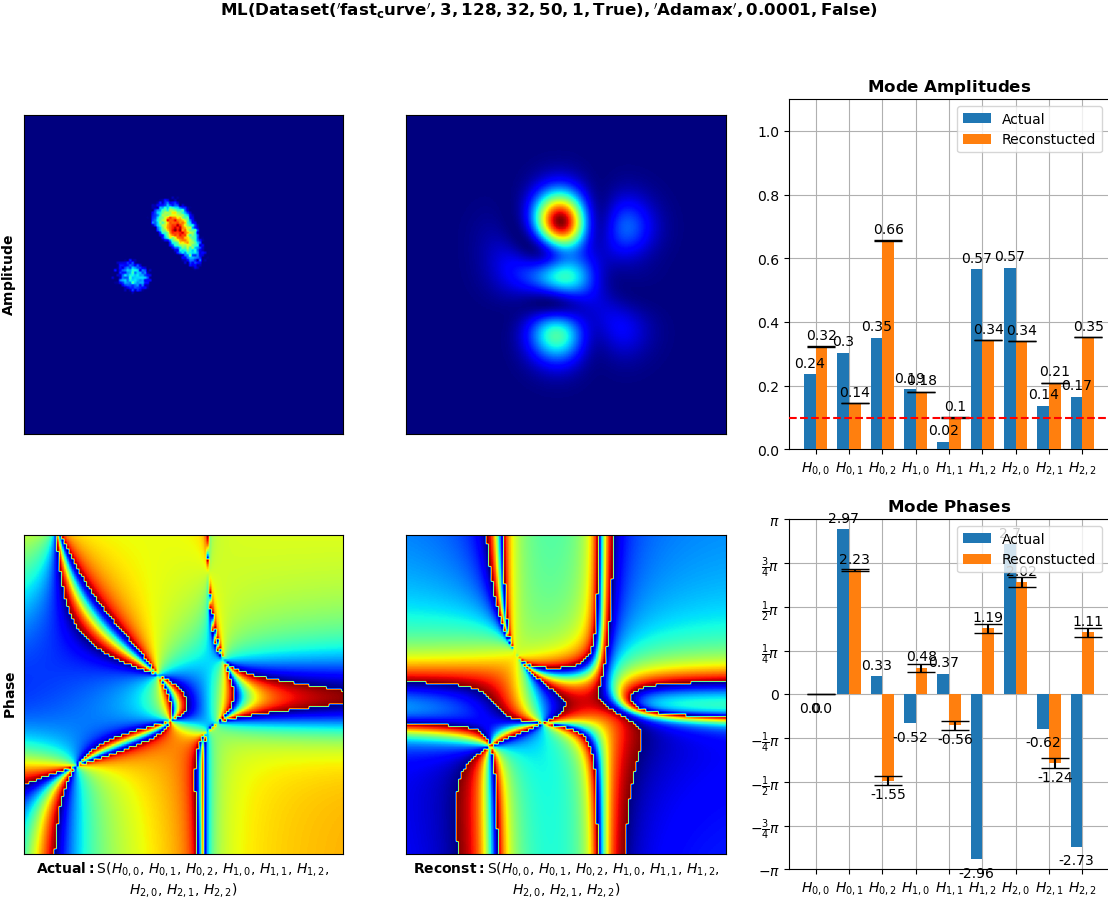 ML(Dataset('fast_curve', 3, 128, 32, 50, 1, True), 'Adamax', 0.0001, False)
Amplitude
Mode Amplitudes
Actual
Reconstucted
1.0
0.8
0.6
0.4
0.2
0.0
0.24
0.32
0.3
0.14
0.35
0.66
0.19
0.18
0.02
0.1
0.57
0.34
0.57
0.34
0.14
0.21
0.17
0.35
H0,0 H0,1 H0,2 H1,0 H1,1 H1,2 H2,0 H2,1 H2,2
Phase
Actual: S(H0,0, H0,1, H0,2, H1,0, H1,1, H1,2,
H2,0, H2,1, H2,2)
Reconst: S(H0,0, H0,1, H0,2, H1,0, H1,1, H1,2,
H2,0, H2,1, H2,2)
Mode Phases
Actual
Reconstucted
π
3/4π
1/2π
1/4π
0
−1/4π
−1/2π
−3/4π
−π
0.0
0.0
2.97
2.23
0.33
-1.55
-0.52
0.48
0.37
-0.56
-2.96
1.19
2.7
2.02
-0.62
-1.24
-2.73
1.11
H0,0 H0,1 H0,2 H1,0 H1,1 H1,2 H2,0 H2,1 H2,2